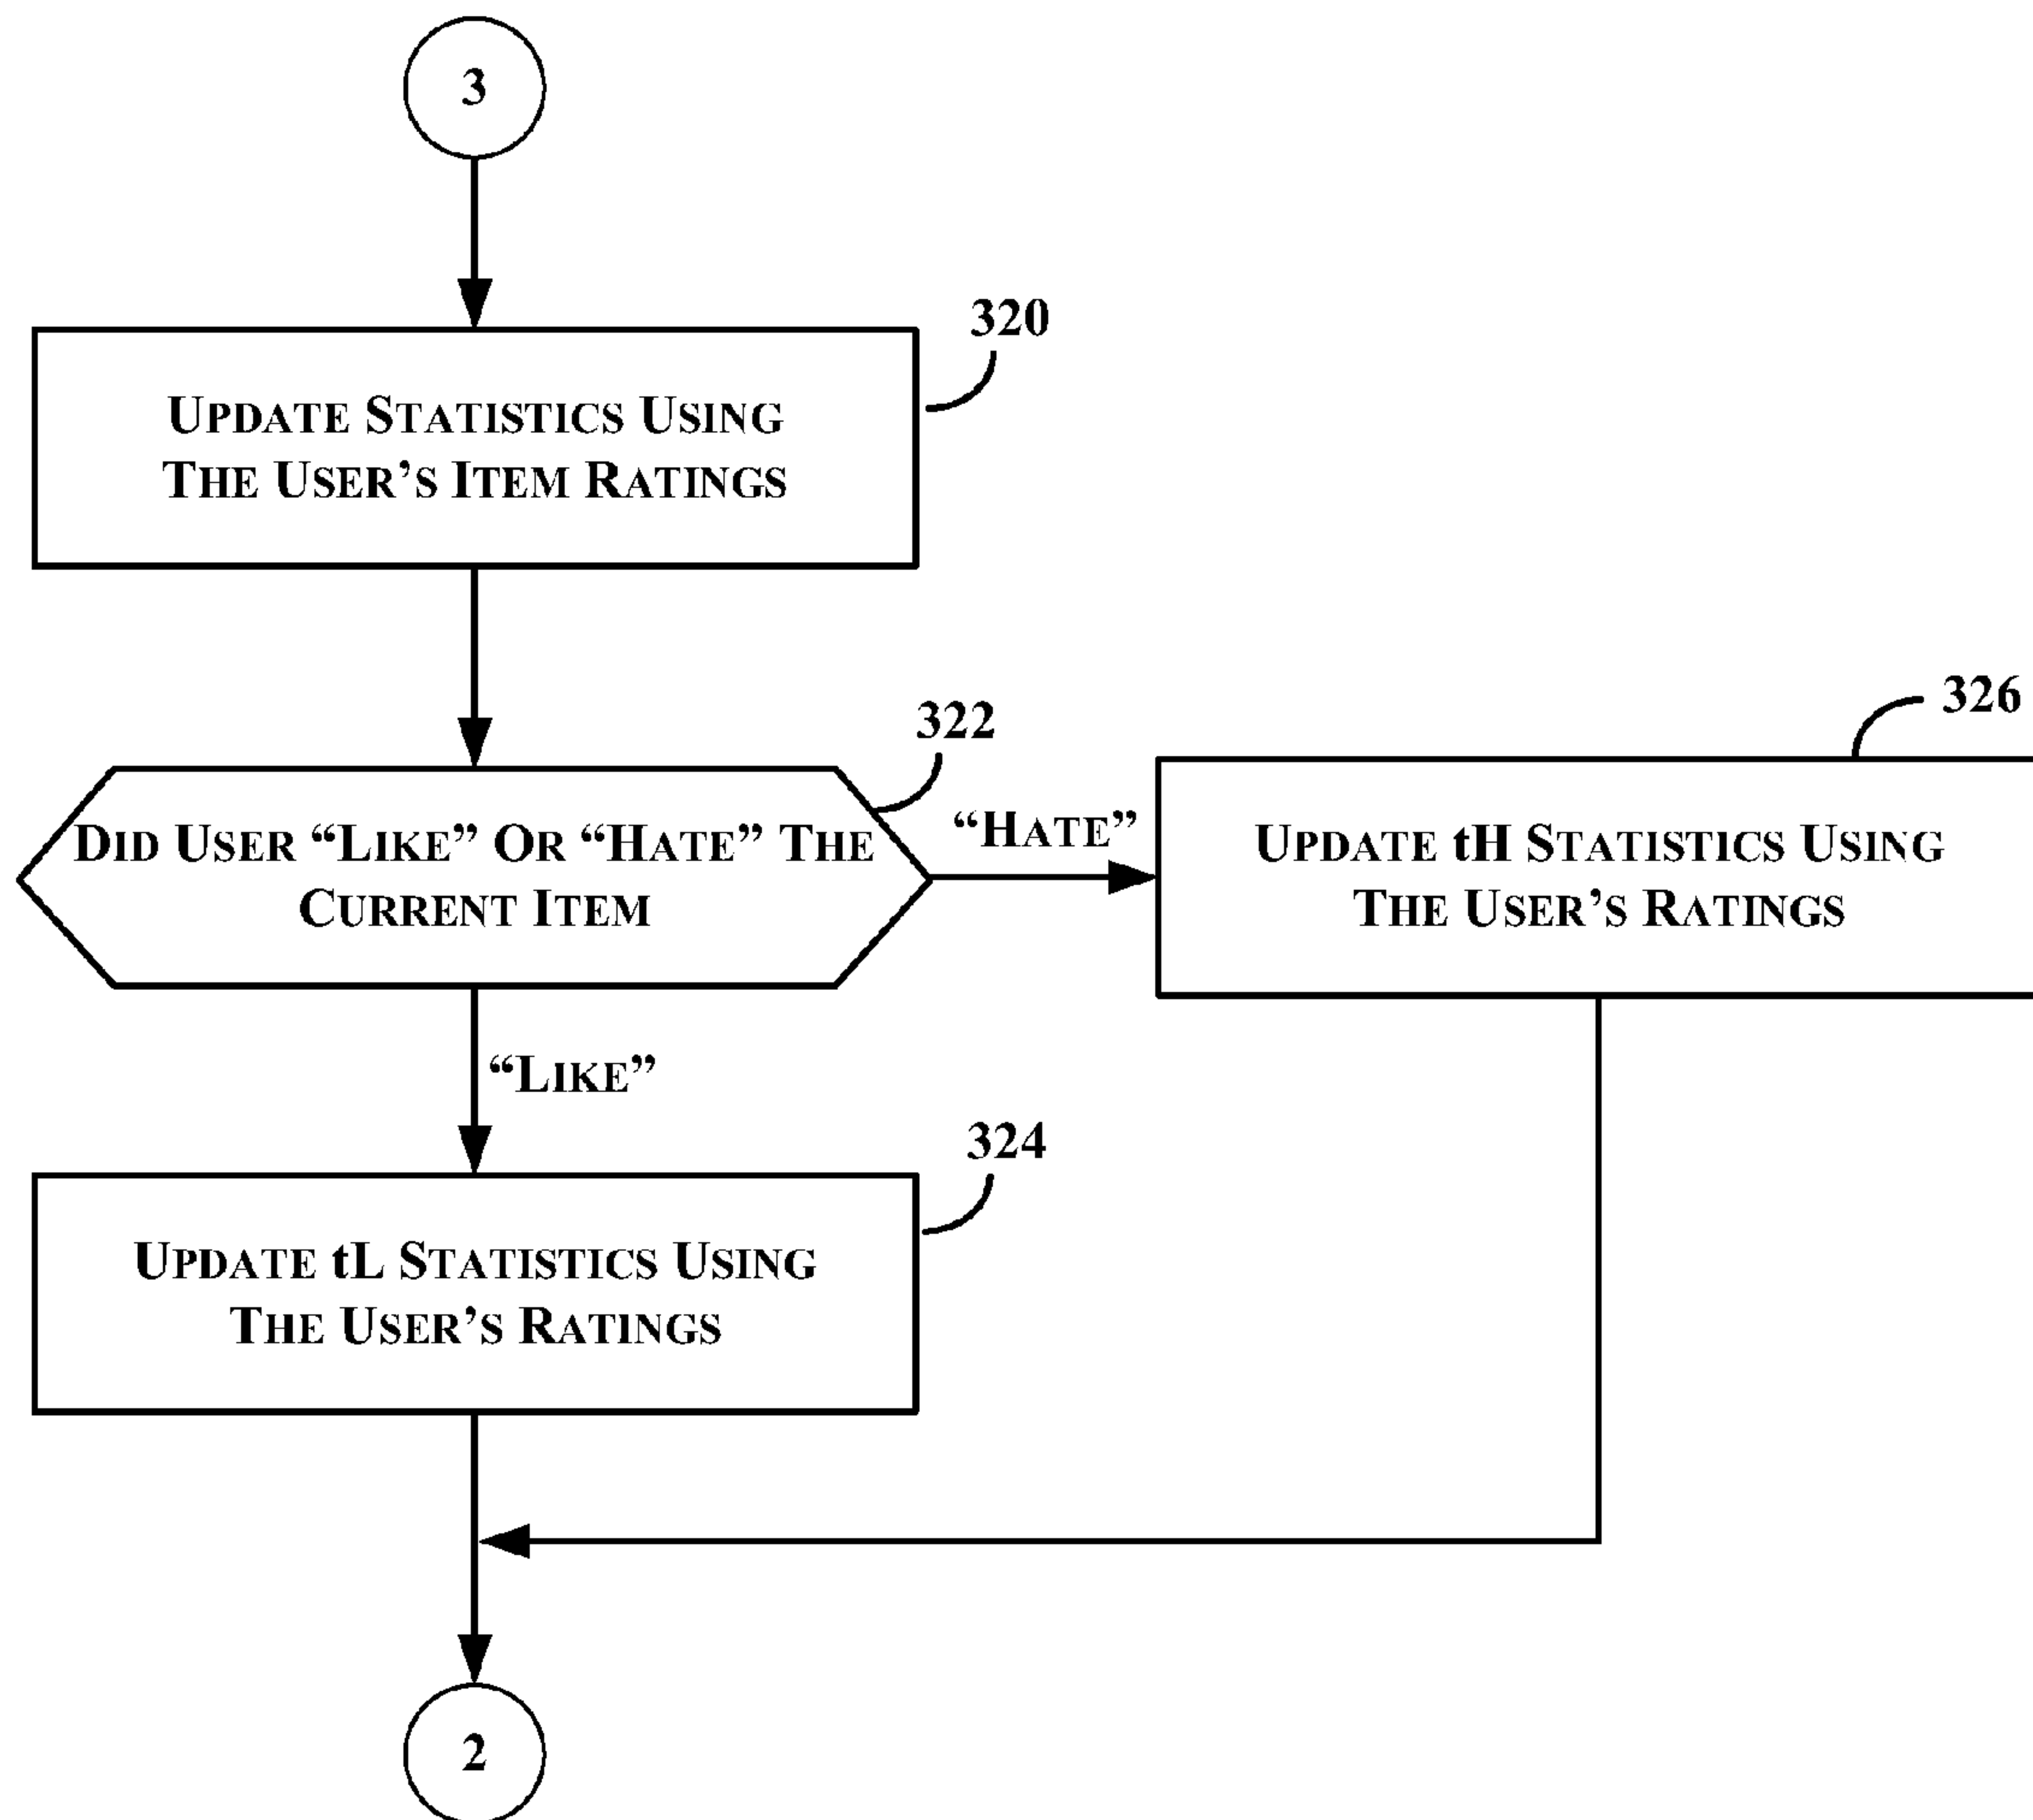 3
320
UPDATE STATISTICS USING
THE USER'S ITEM RATINGS
322
326
DID USER “LIKE” OR “HATE” THE
CURRENT ITEM
“HATE”
UPDATE tH STATISTICS USING
THE USER'S RATINGS
“LIKE”
324
UPDATE tL STATISTICS USING
THE USER'S RATINGS
2